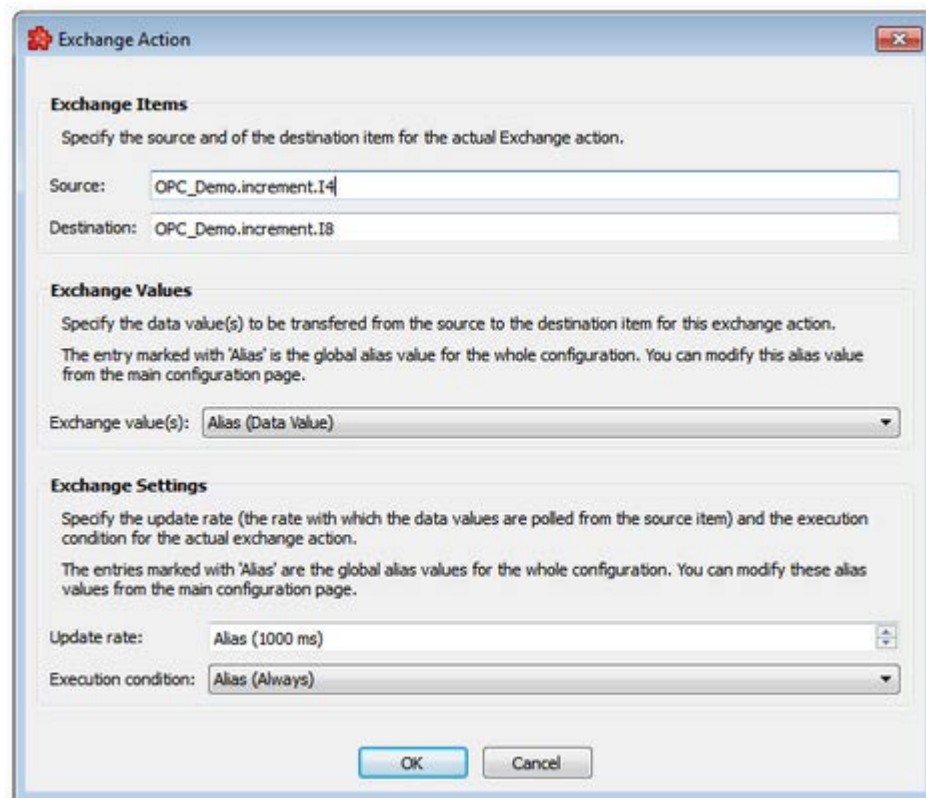 Exchange Action
Exchange Items
Specify the source and of the destination item for the actual Exchange action.
Source: OPC_Demo.increment.I4
Destination: OPC_Demo.increment.I8
Exchange Values
Specify the data value(s) to be transfered from the source to the destination item for this exchange action.
The entry marked with 'Alias' is the global alias value for the whole configuration. You can modify this alias value
from the main configuration page.
Exchange value(s): Alias (Data Value)
Exchange Settings
Specify the update rate (the rate with which the data values are polled from the source item) and the execution
condition for the actual exchange action.
The entries marked with 'Alias' are the global alias values for the whole configuration. You can modify these alias
values from the main configuration page.
Update rate: Alias (1000 ms)
Execution condition: Alias (Always)
OK Cancel